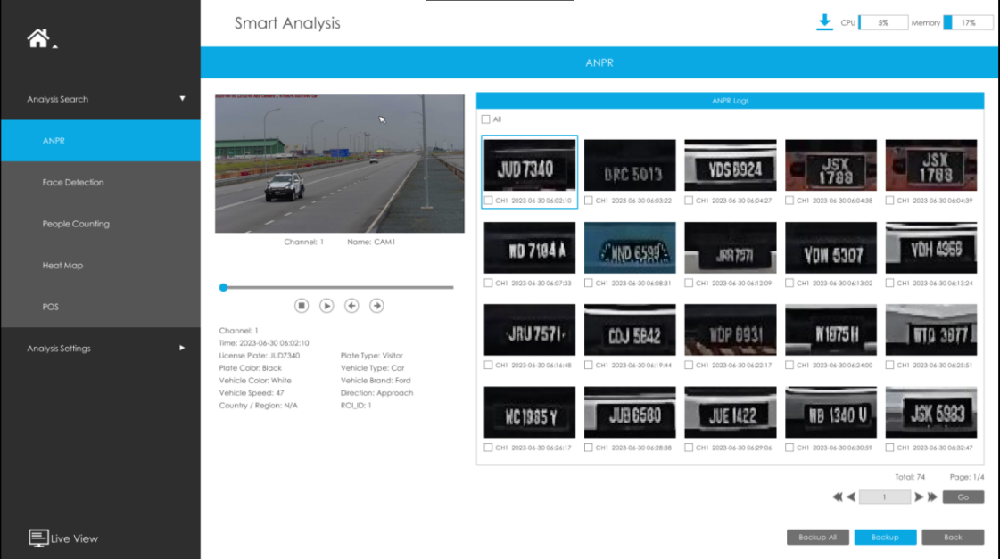 Smart Analysis
CPU 5% Memory 17%
ANPR
Analysis Search
ANPR
Face Detection
People Counting
Heat Map
POS
Analysis Settings
Live View
Channel: 1 Name: CAM1
Channel: 1
Time: 2023-06-30 06:02:10
License Plate: JUD7340 Plate Type: Visitor
Plate Color: Black Vehicle Type: Car
Vehicle Color: White Vehicle Brand: Ford
Vehicle Speed: 47 Direction: Approach
Country / Region: N/A ROI_ID: 1
ANPR Logs
All
JUD 7340 DRC 5013 VDS 8924 JSX 1788 JSX 1788
CH1 2023-06-30 06:02:10 CH1 2023-06-30 06:03:22 CH1 2023-06-30 06:04:27 CH1 2023-06-30 06:04:38 CH1 2023-06-30 06:04:39
WD 7184 A WND 6599 JRR 7571 VDW 5307 VDH 4968
CH1 2023-06-30 06:07:33 CH1 2023-06-30 06:08:31 CH1 2023-06-30 06:12:09 CH1 2023-06-30 06:13:02 CH1 2023-06-30 06:13:24
JRU 7571 CDJ 5842 WDP 8931 W 1875 H WTQ 3877
CH1 2023-06-30 06:16:48 CH1 2023-06-30 06:19:44 CH1 2023-06-30 06:22:17 CH1 2023-06-30 06:24:00 CH1 2023-06-30 06:25:51
WC 1985 Y JUB 6580 JUE 1422 WB 1340 U JGK 5983
CH1 2023-06-30 06:26:17 CH1 2023-06-30 06:28:38 CH1 2023-06-30 06:29:06 CH1 2023-06-30 06:30:59 CH1 2023-06-30 06:32:47
Total: 74 Page: 1/4
1 Go
Backup All Backup Back